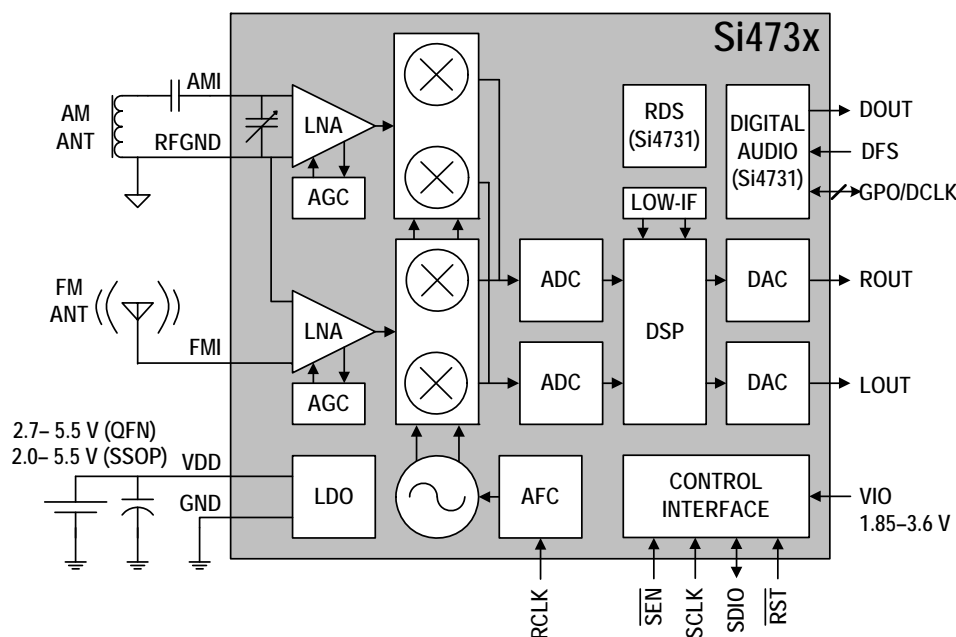 Si473x
AMI
AM
ANT
RFGND
LNA
AGC
RDS
(Si4731)
DIGITAL
AUDIO
(Si4731)
DOUT
DFS
GPO/DCLK
LOW-IF
FM
ANT
FMI
LNA
AGC
ADC
ADC
DSP
DAC
DAC
ROUT
LOUT
2.7– 5.5 V (QFN)
2.0– 5.5 V (SSOP)
VDD
GND
LDO
AFC
CONTROL
INTERFACE
VIO
1.85–3.6 V
RCLK
SEN
SCLK
SDIO
RST